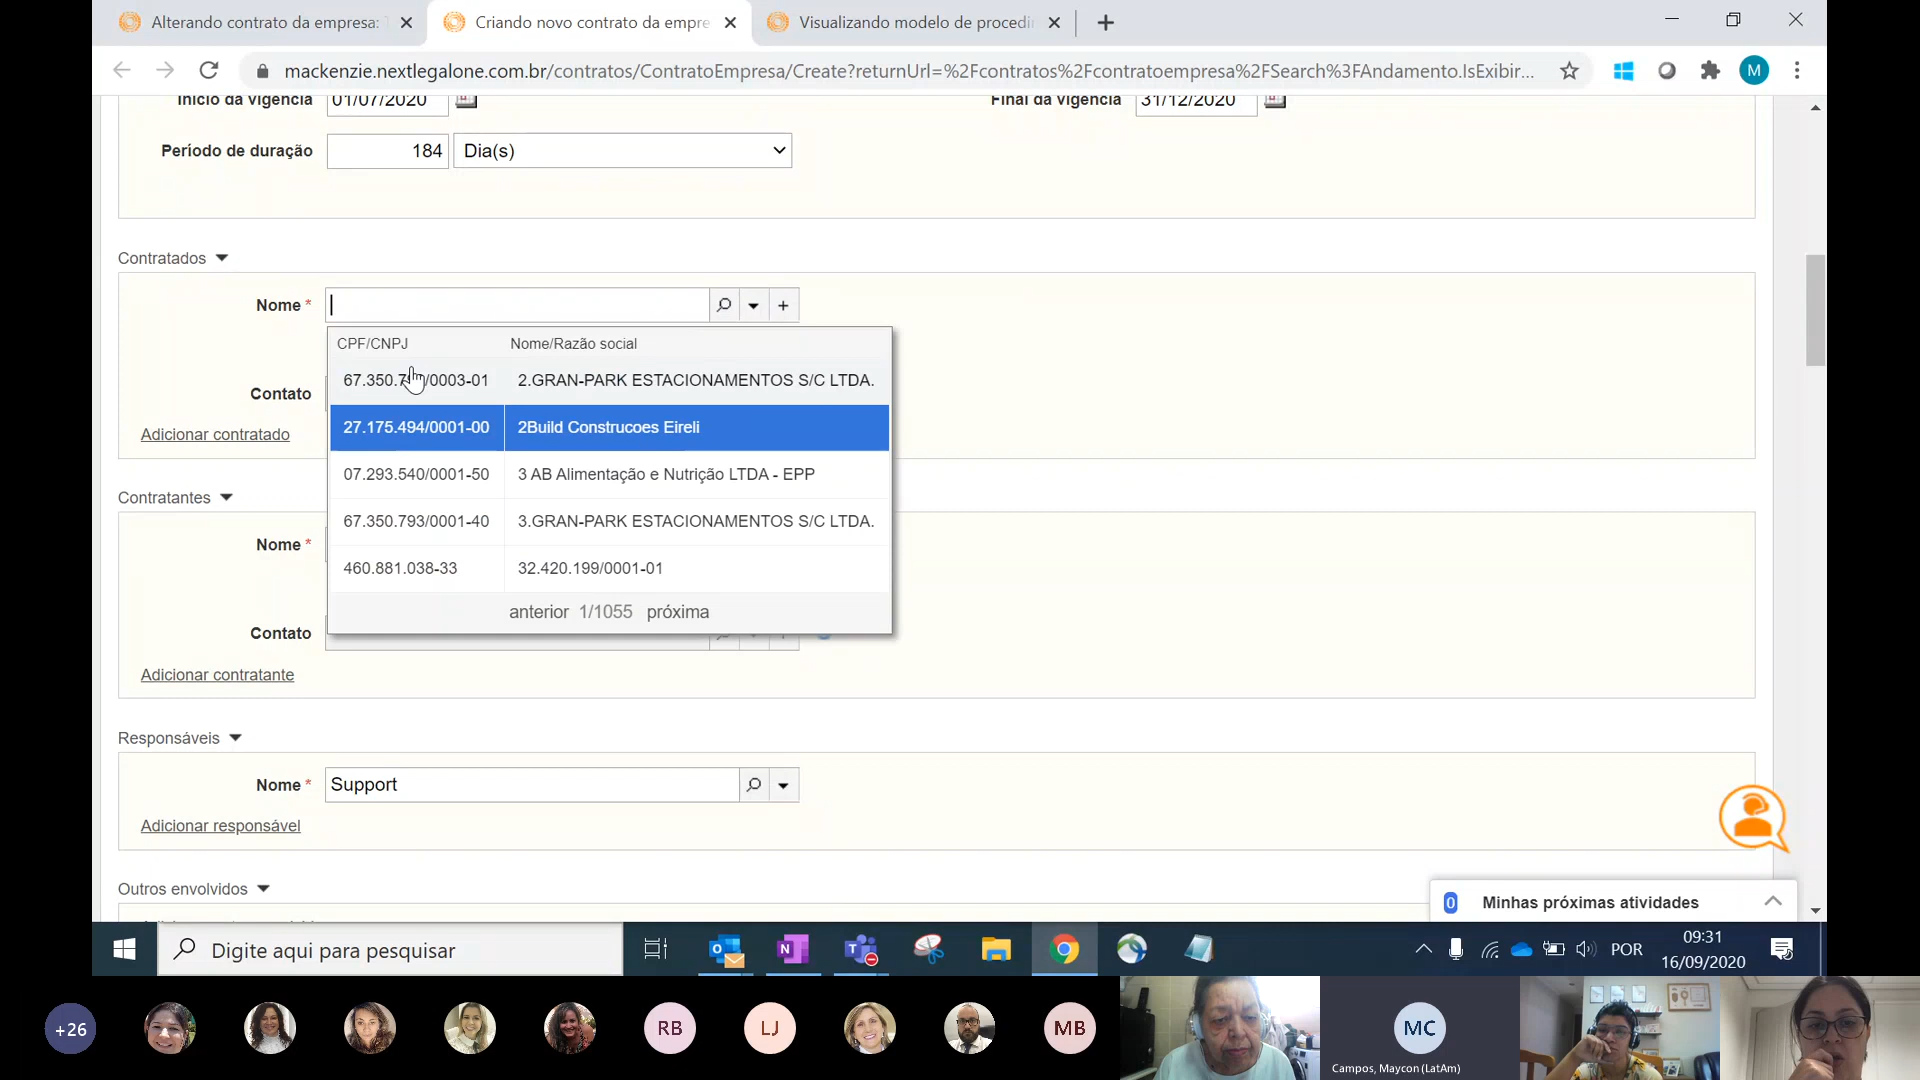 Alterando contrato da empresa:
Criando novo contrato da empre
Visualizando modelo de procedi
mackenzie.nextlegalone.com.br/contratos/ContratoEmpresa/Create?returnUrl=%2Fcontratos%2Fcontratoempresa%2FSearch%3FAndamento.IsExibir...
M
Início da vigência 01/07/2020
Final da vigência 31/12/2020
Período de duração 184 Dia(s)
Contratados
Nome *
CPF/CNPJ Nome/Razão social
67.350.7 /0003-01 2.GRAN-PARK ESTACIONAMENTOS S/C LTDA.
27.175.494/0001-00 2Build Construcoes Eireli
07.293.540/0001-50 3 AB Alimentação e Nutrição LTDA - EPP
67.350.793/0001-40 3.GRAN-PARK ESTACIONAMENTOS S/C LTDA.
460.881.038-33 32.420.199/0001-01
anterior 1/1055 próxima
Contato
Adicionar contratado
Contratantes
Nome *
Contato
Adicionar contratante
Responsáveis
Nome * Support
Adicionar responsável
Outros envolvidos
0 Minhas próximas atividades
Digite aqui para pesquisar
POR
09:31
16/09/2020
+26
RB
LJ
MB
MC
Campos, Maycon (LatAm)